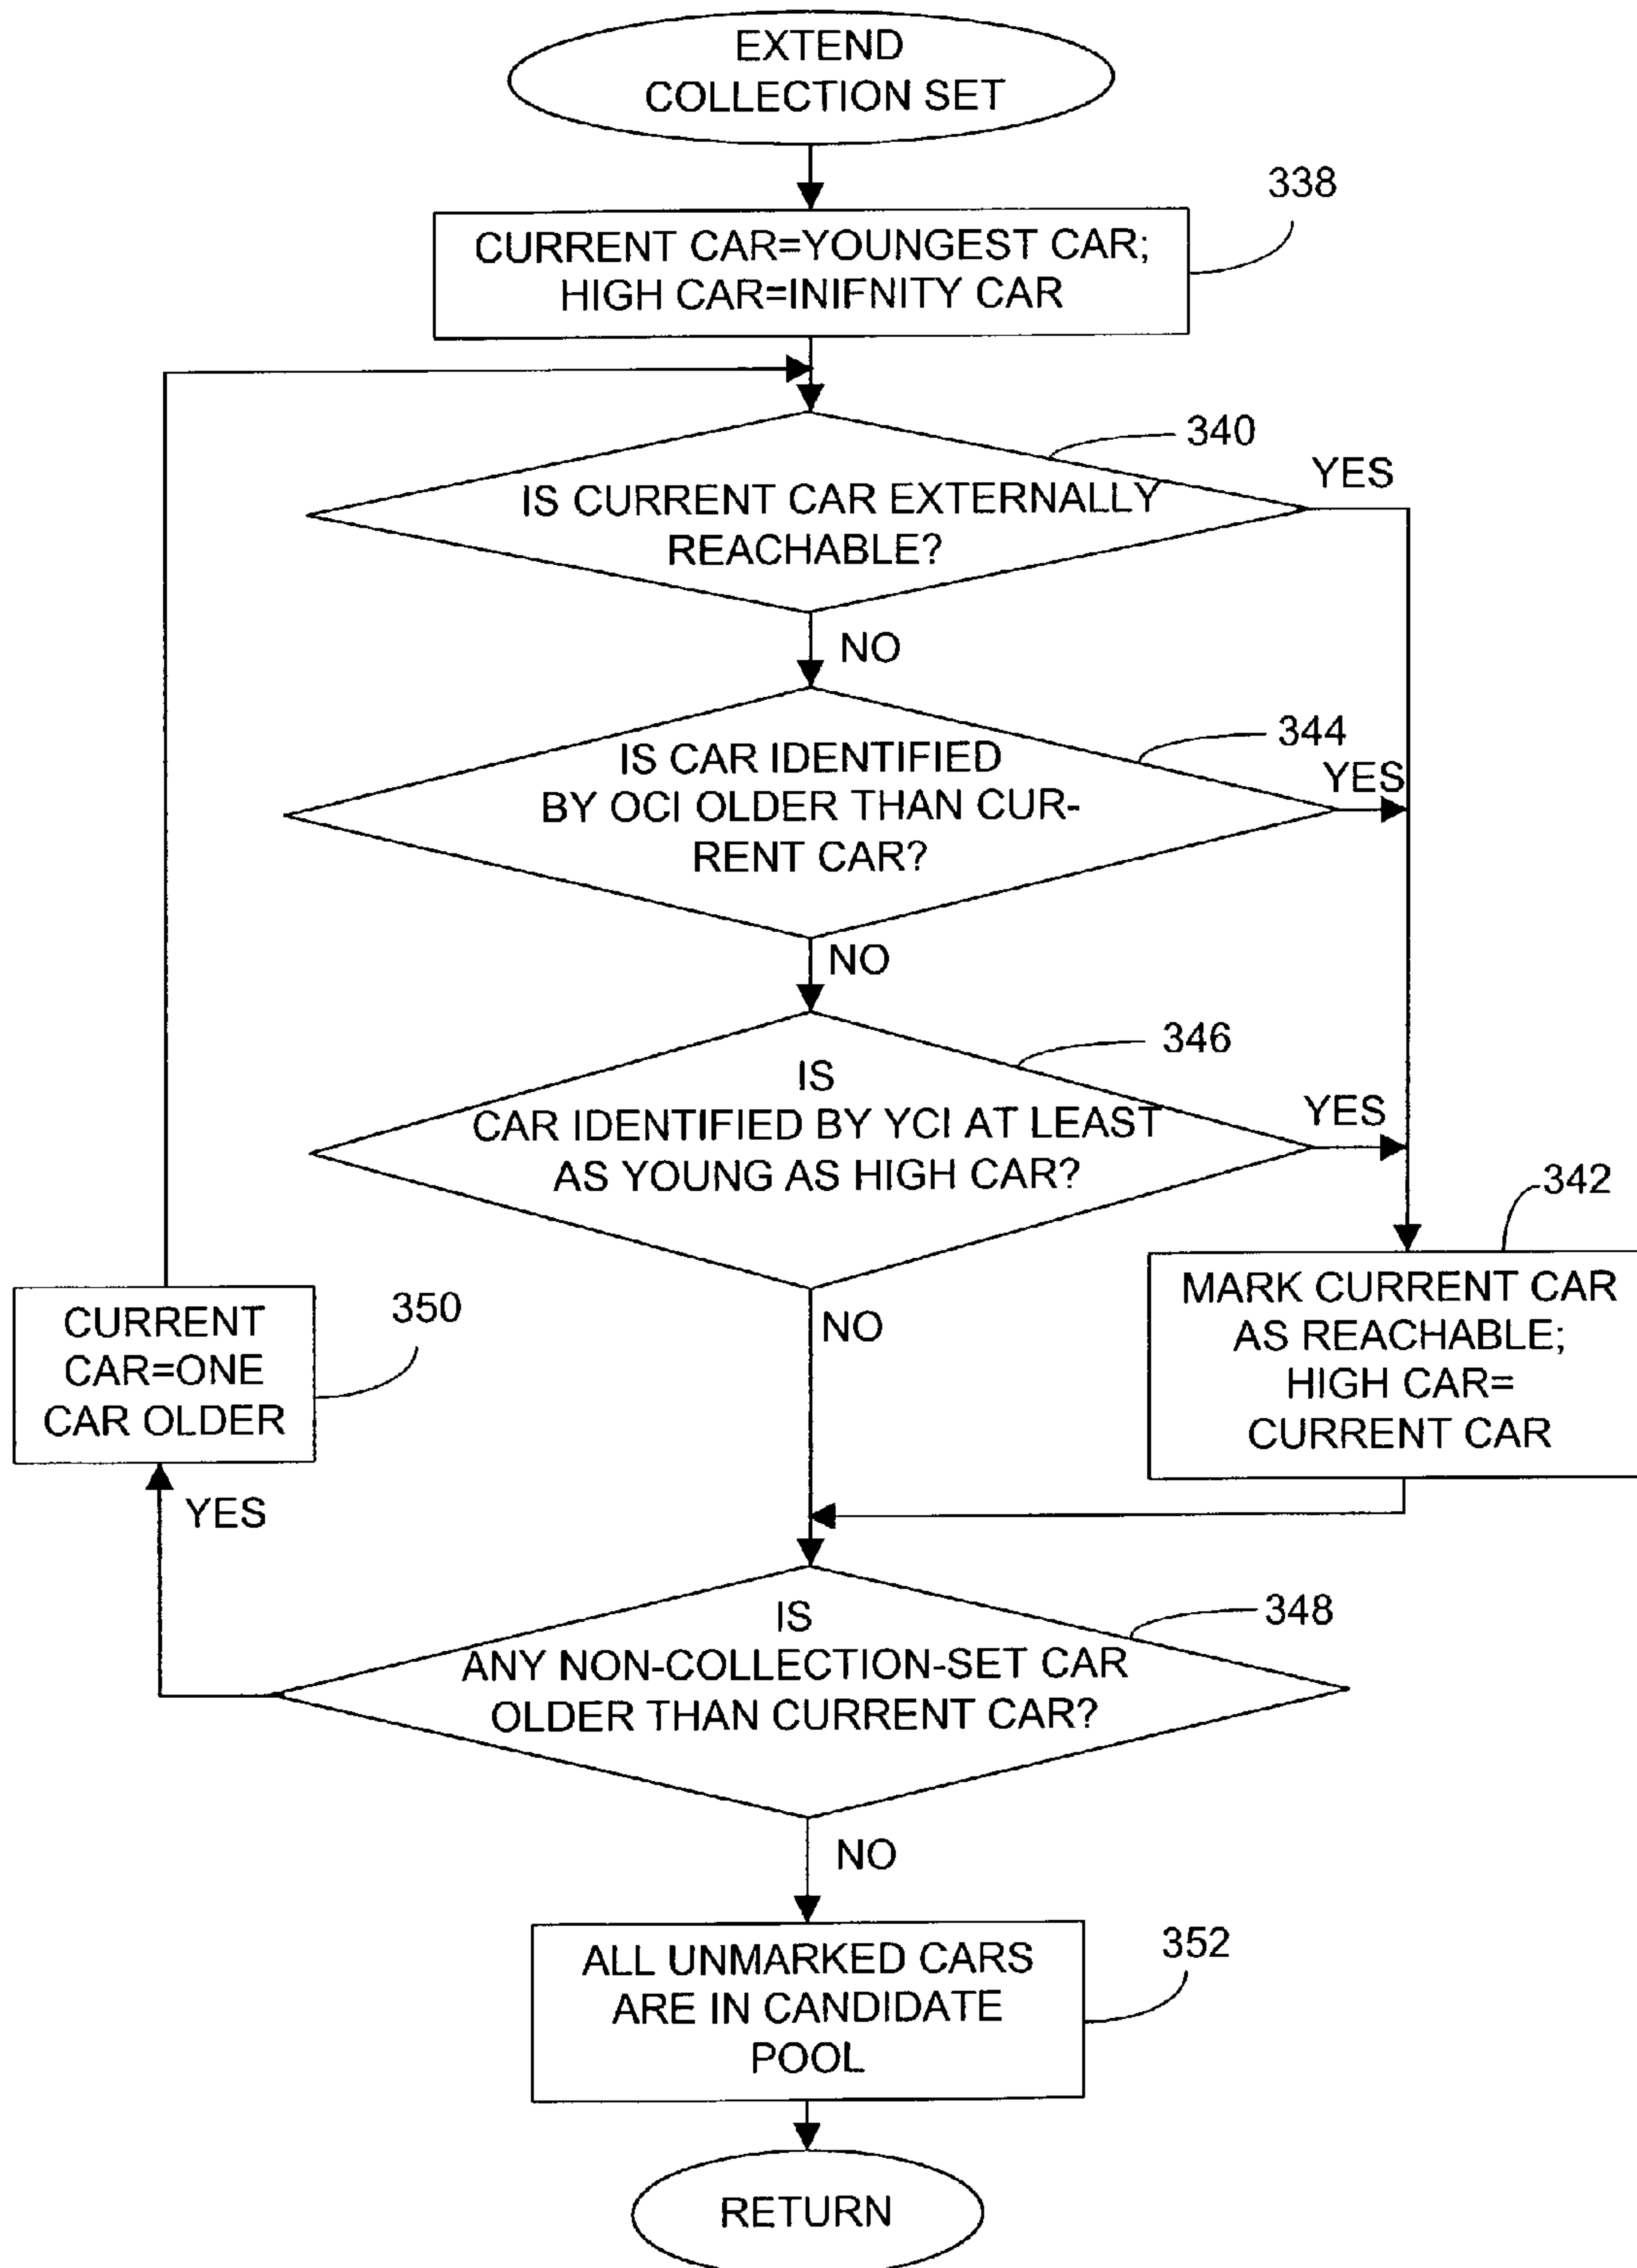 EXTEND
COLLECTION SET
338
CURRENT CAR=YOUNGEST CAR;
HIGH CAR=INIFNITY CAR
340
YES
IS CURRENT CAR EXTERNALLY
REACHABLE?
NO
344
IS CAR IDENTIFIED
BY OCI OLDER THAN CUR-
RENT CAR?
YES
NO
346
IS
CAR IDENTIFIED BY YCI AT LEAST
AS YOUNG AS HIGH CAR?
YES
342
MARK CURRENT CAR
AS REACHABLE;
HIGH CAR=
CURRENT CAR
NO
350
CURRENT
CAR=ONE
CAR OLDER
YES
348
IS
ANY NON-COLLECTION-SET CAR
OLDER THAN CURRENT CAR?
NO
352
ALL UNMARKED CARS
ARE IN CANDIDATE
POOL
RETURN